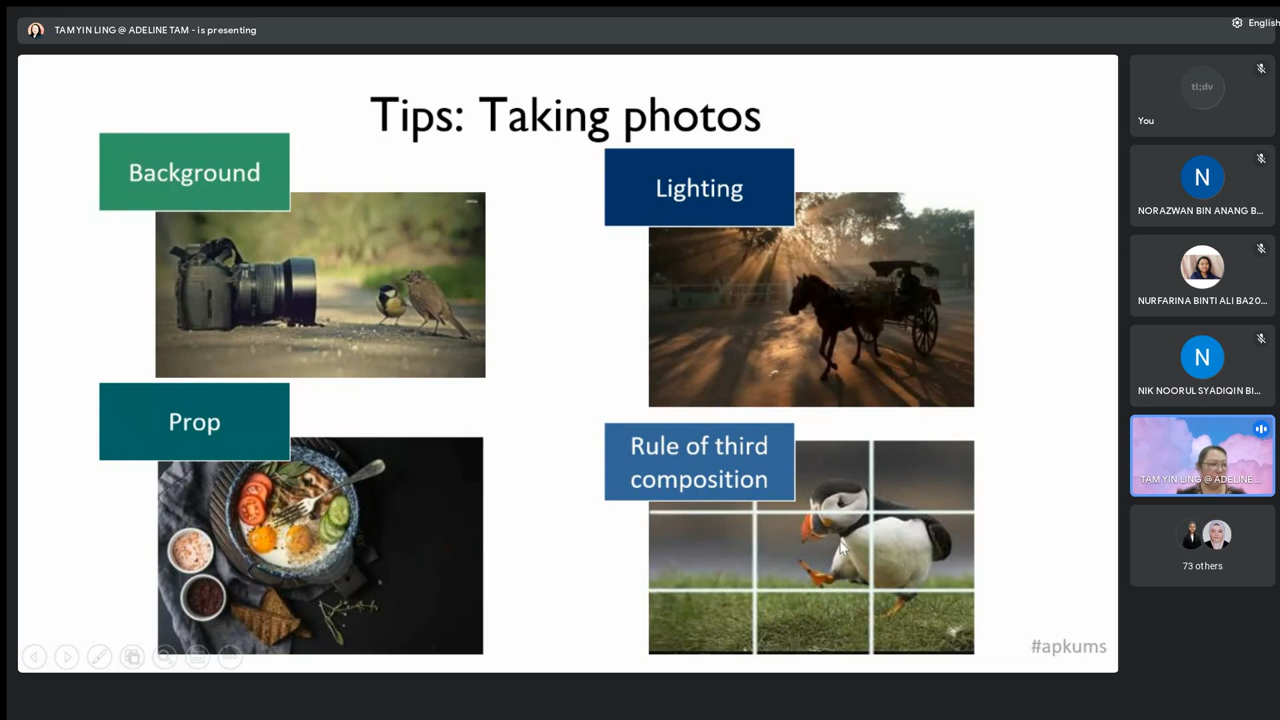 TAM YIN LING @ ADELINE TAM - is presenting
English
Tips: Taking photos
Background
Lighting
Prop
Rule of third
composition
#apkums
tl;dv
You
N
NORAZWAN BIN ANANG B...
NURFARINA BINTI ALI BA20...
N
NIK NOORUL SYADIQIN BI...
TAM YIN LING @ ADELINE ...
73 others